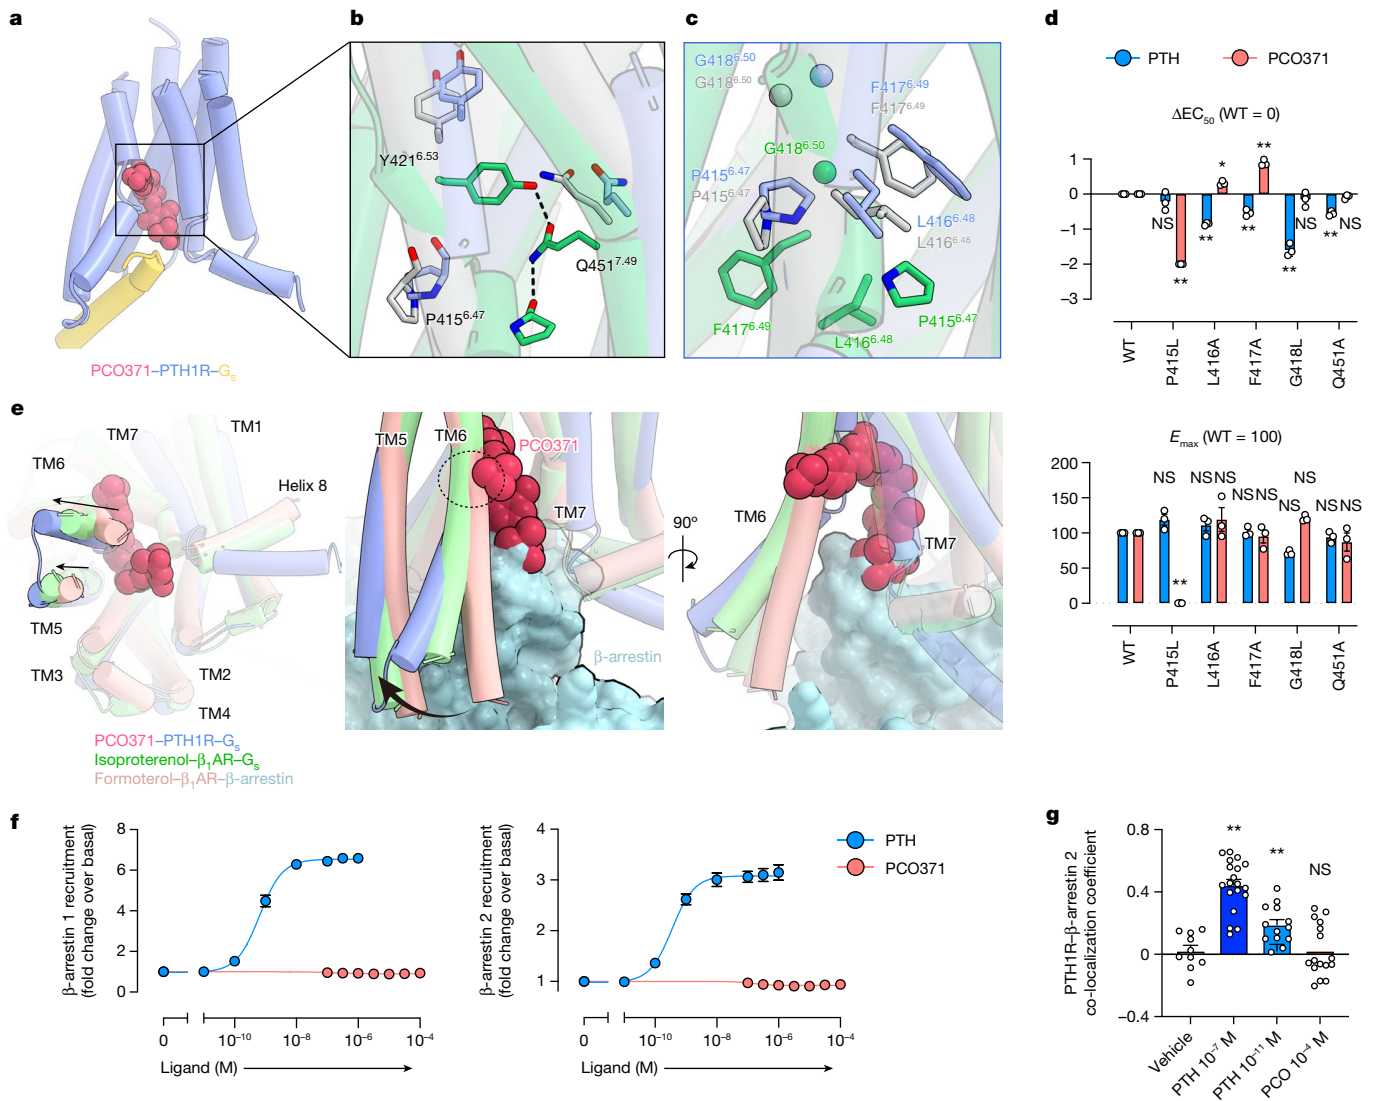 a
PCO371–PTH1R–Gs
b
Y421^6.53
Q451^7.49
P415^6.47
c
G418^6.50
G418^6.50
F417^6.49
F417^6.49
G418^6.50
P415^6.47
P415^6.47
L416^6.48
L416^6.48
F417^6.49
P415^6.47
L416^6.48
d
PTH
PCO371
ΔEC50 (WT = 0)
1
0
−1
−2
−3
NS
**
**
*
**
**
**
NS
**
NS
WT
P415L
L416A
F417A
G418L
Q451A
Emax (WT = 100)
200
150
100
50
0
NS
**
NS NS
NS NS
NS
NS
NS NS
WT
P415L
L416A
F417A
G418L
Q451A
e
TM7
TM1
TM6
Helix 8
TM5
TM3
TM2
TM4
PCO371–PTH1R–Gs
Isoproterenol–β1AR–Gs
Formoterol–β1AR–β-arrestin
TM5
TM6
PCO371
TM7
β-arrestin
90°
TM6
TM7
f
β-arrestin 1 recruitment
(fold change over basal)
8
6
4
2
0
0
10^−10
10^−8
10^−6
10^−4
Ligand (M)
β-arrestin 2 recruitment
(fold change over basal)
4
3
2
1
0
10^−10
10^−8
10^−6
10^−4
Ligand (M)
PTH
PCO371
g
PTH1R–β-arrestin 2
co-localization coefficient
0.8
0.4
0
−0.4
**
**
NS
Vehicle
PTH 10^−7 M
PTH 10^−11 M
PCO 10^−4 M